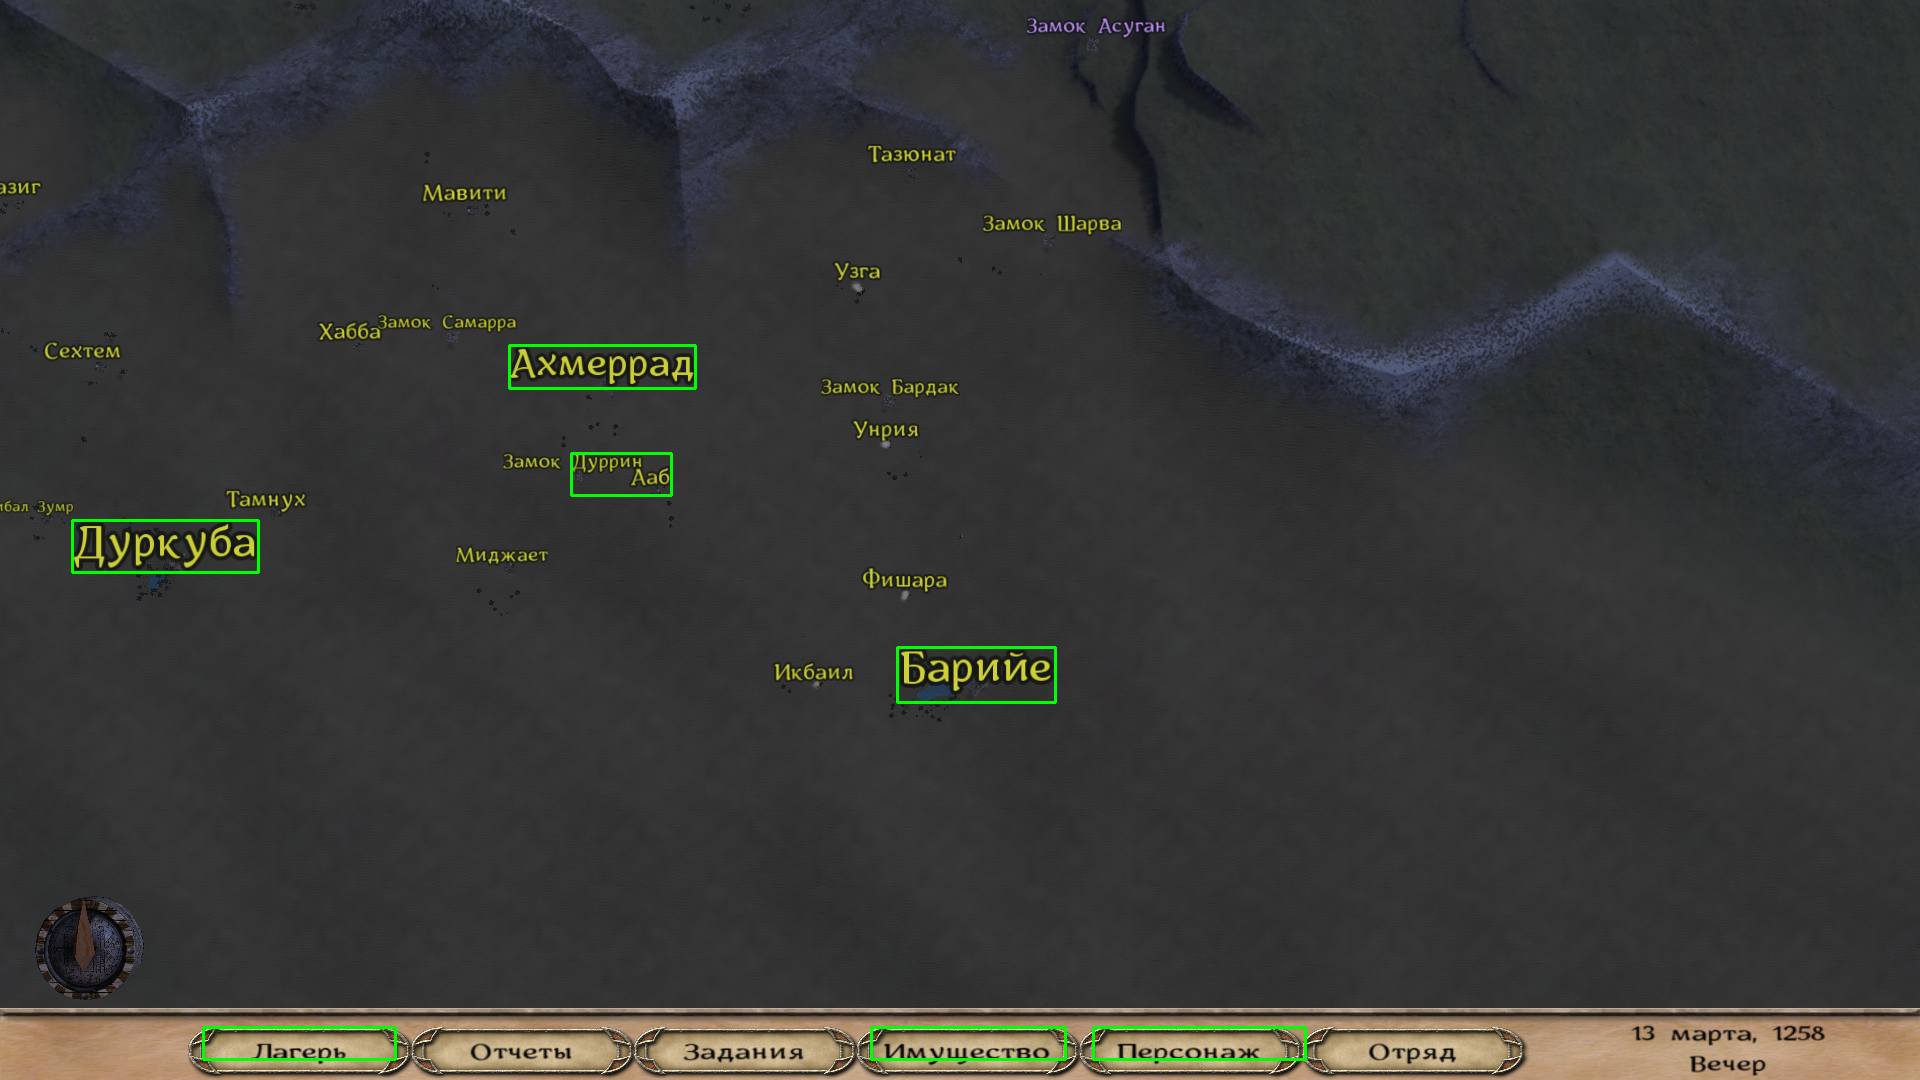 Замок Асуган
Тазюнат
азиг
Мавити
Замок Шарва
Узга
Хабба
Замок Самарра
Сехтем
Ахмеррад
Замок Бардак
Унрия
Замок Дуррин
Ааб
Тамнух
бал Зумр
Дуркуба
Миджает
Фишара
Икбаил
Барийе
13 марта, 1258
Лагерь Отчеты Задания Имущество Персонаж Отряд
Вечер